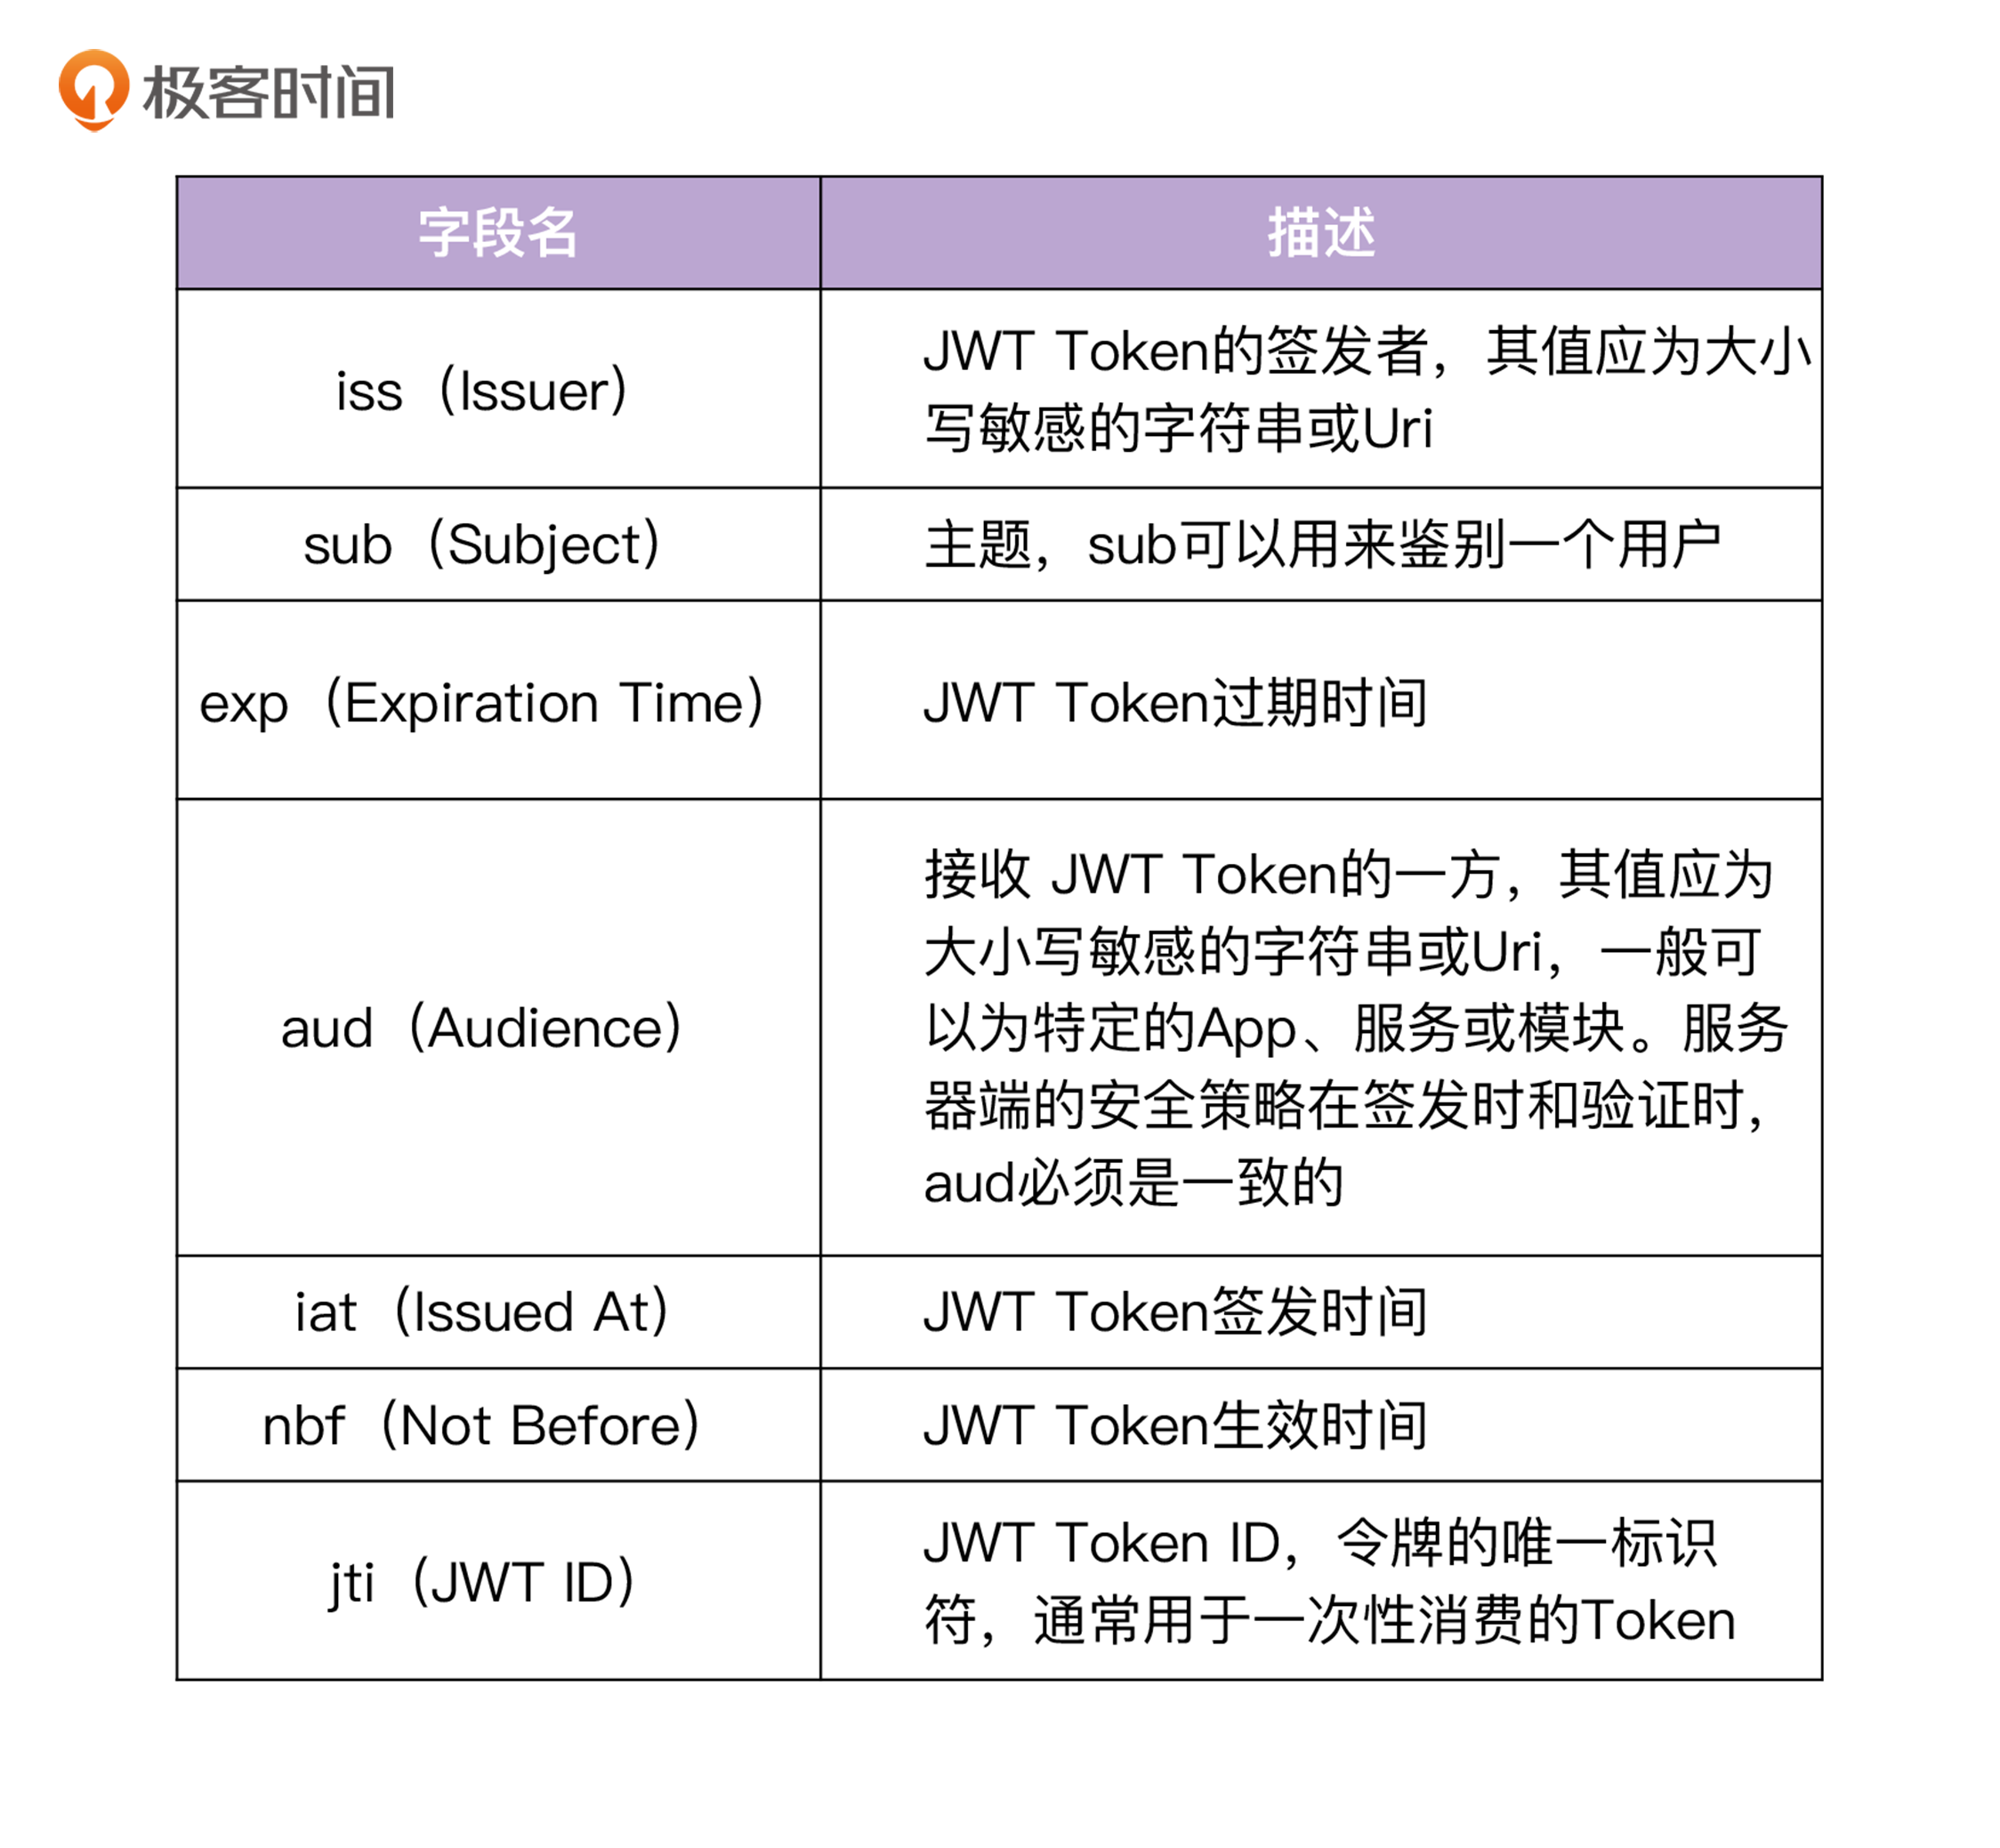 极客时间
字段名
描述
iss（Issuer）
JWT Token的签发者，其值应为大小
写敏感的字符串或Uri
sub（Subject）
主题，sub可以用来鉴别一个用户
exp（Expiration Time）
JWT Token过期时间
aud（Audience）
接收 JWT Token的一方，其值应为
大小写敏感的字符串或Uri，一般可
以为特定的App、服务或模块。服务
器端的安全策略在签发时和验证时，
aud必须是一致的
iat（Issued At）
JWT Token签发时间
nbf（Not Before）
JWT Token生效时间
jti（JWT ID）
JWT Token ID，令牌的唯一标识
符，通常用于一次性消费的Token